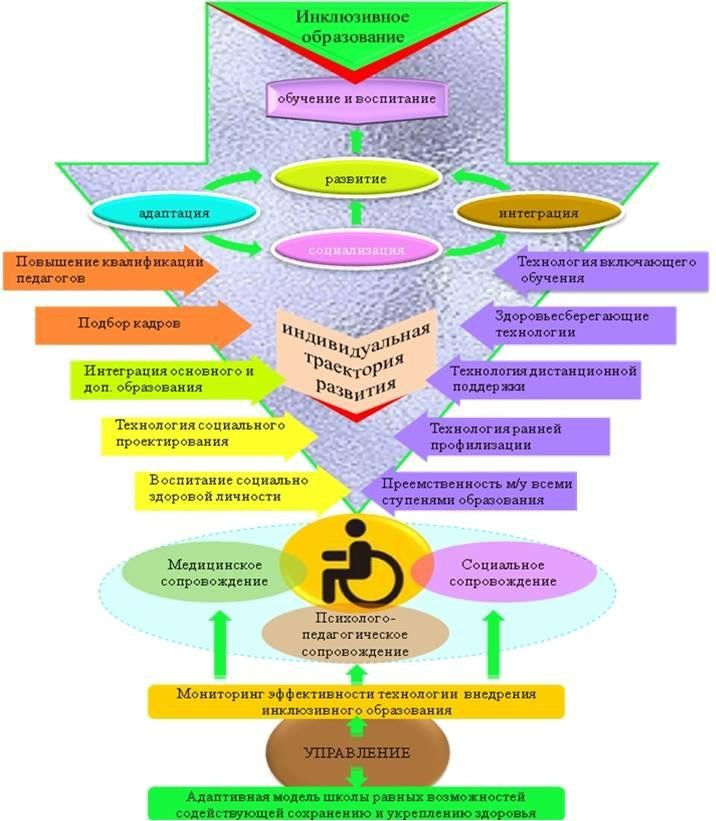 Инклюзивное
образование
обучение и воспитание
развитие
адаптация
интеграция
социализация
Повышение квалификации
педагогов
Технология включающего
обучения
Подбор кадров
Здоровьесберегающие
технологии
индивидуальная
траектория
развития
Интеграция основного и
доп. образования
Технология дистанционной
поддержки
Технология социального
проектирования
Технология ранней
профилизации
Воспитание социально
здоровой личности
Преемственность м/у всеми
ступенями образования
Медицинское
сопровождение
Социальное
сопровождение
Психолого-
педагогическое
сопровождение
Мониторинг эффективности технологии внедрения
инклюзивного образования
УПРАВЛЕНИЕ
Адаптивная модель школы равных возможностей
содействующей сохранению и укреплению здоровья